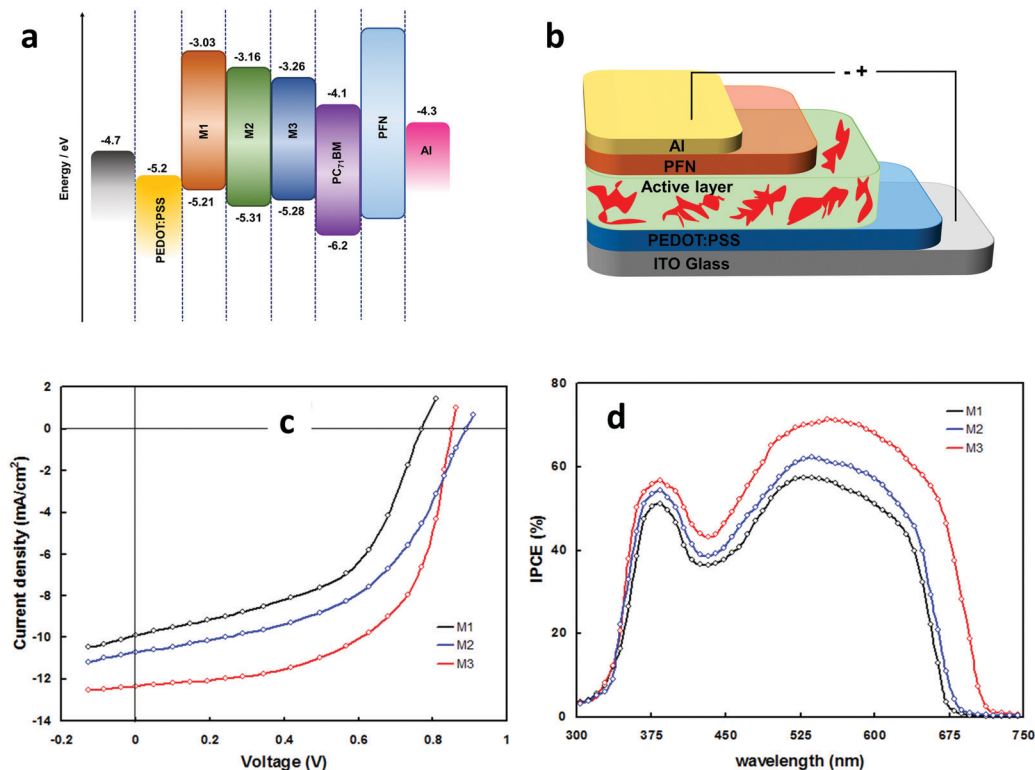 a
Energy / eV
-4.7
-5.2
PEDOT:PSS
-3.03
M1
-5.21
-3.16
M2
-5.31
-3.26
M3
-5.28
-4.1
PC71BM
-6.2
PFN
-4.3
Al
b
- +
Al
PFN
Active layer
PEDOT:PSS
ITO Glass
c
Current density (mA/cm²)
2
0
-2
-4
-6
-8
-10
-12
-14
-0.2
0
0.2
0.4
0.6
0.8
1
Voltage (V)
M1
M2
M3
d
IPCE (%)
80
60
40
20
0
300
375
450
525
600
675
750
wavelength (nm)
M1
M2
M3